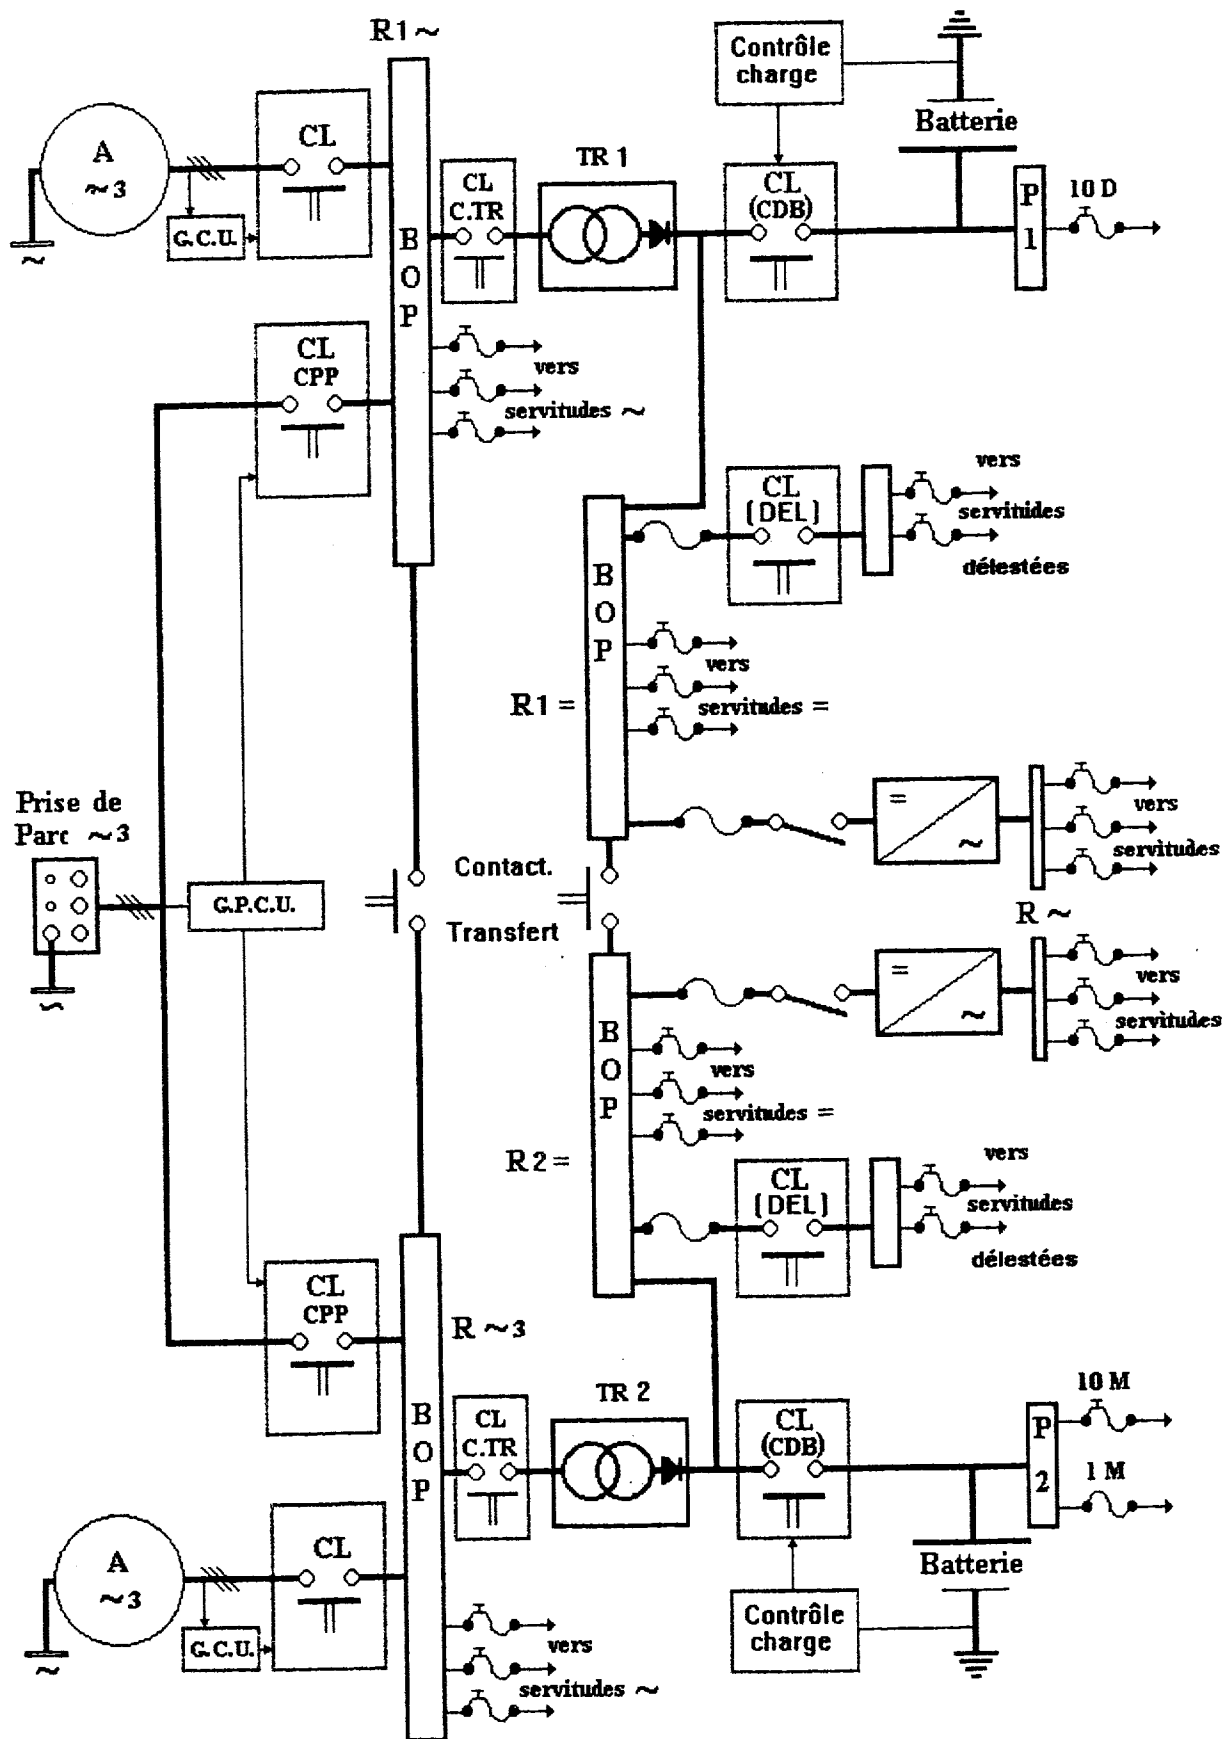 R1 ~
Contrôle
charge
Batterie
A
~ 3
G.C.U.
CL
CL
C.TR
TR 1
CL
(CDB)
P
1
10 D
B
O
P
CL
CPP
vers
servitudes ~
CL
(DEL)
vers
servitudes
délestées
B
O
P
vers
servitudes =
R1 =
Prise de
Parc ~3
G.P.C.U.
Contact.
Transfert
=
~
vers
servitudes
R ~
=
~
vers
servitudes
B
O
P
vers
servitudes =
R2 =
CL
(DEL)
vers
servitudes
délestées
CL
CPP
R ~3
B
O
P
CL
C.TR
TR 2
CL
(CDB)
P
2
10 M
1 M
Batterie
A
~3
G.C.U.
CL
vers
servitudes ~
Contrôle
charge